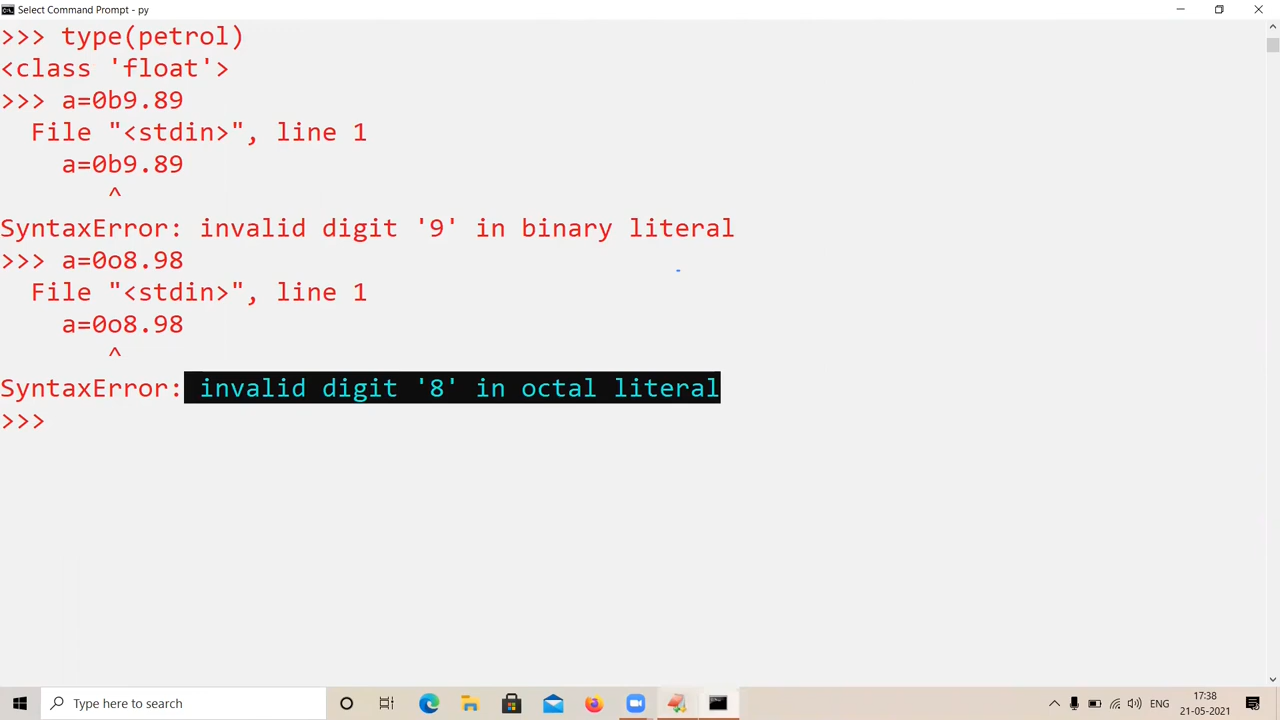 Select Command Prompt - py
>>> type(petrol)
<class 'float'>
>>> a=0b9.89
  File "<stdin>", line 1
    a=0b9.89
       ^
SyntaxError: invalid digit '9' in binary literal
>>> a=0o8.98
  File "<stdin>", line 1
    a=0o8.98
       ^
SyntaxError: invalid digit '8' in octal literal
>>>
Type here to search
ENG
17:38
21-05-2021